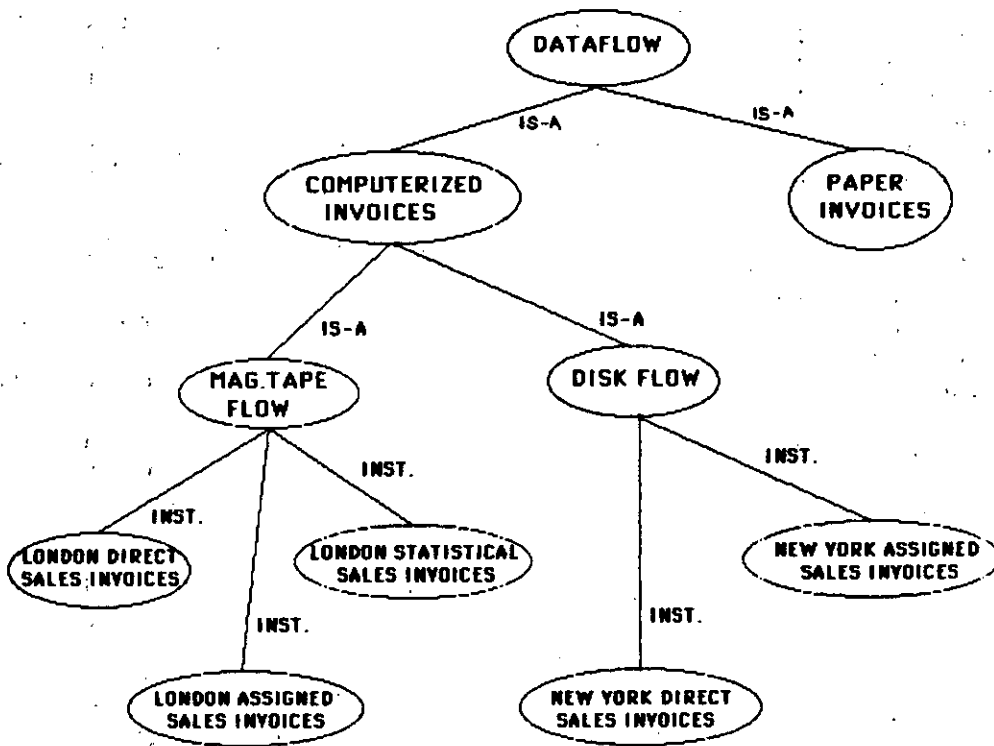 DATAFLOW
IS-A
IS-A
COMPUTERIZED
INVOICES
PAPER
INVOICES
IS-A
IS-A
MAG.TAPE
FLOW
DISK FLOW
INST.
INST.
INST.
INST.
INST.
LONDON DIRECT
SALES INVOICES
LONDON STATISTICAL
SALES INVOICES
NEW YORK ASSIGNED
SALES INVOICES
LONDON ASSIGNED
SALES INVOICES
NEW YORK DIRECT
SALES INVOICES